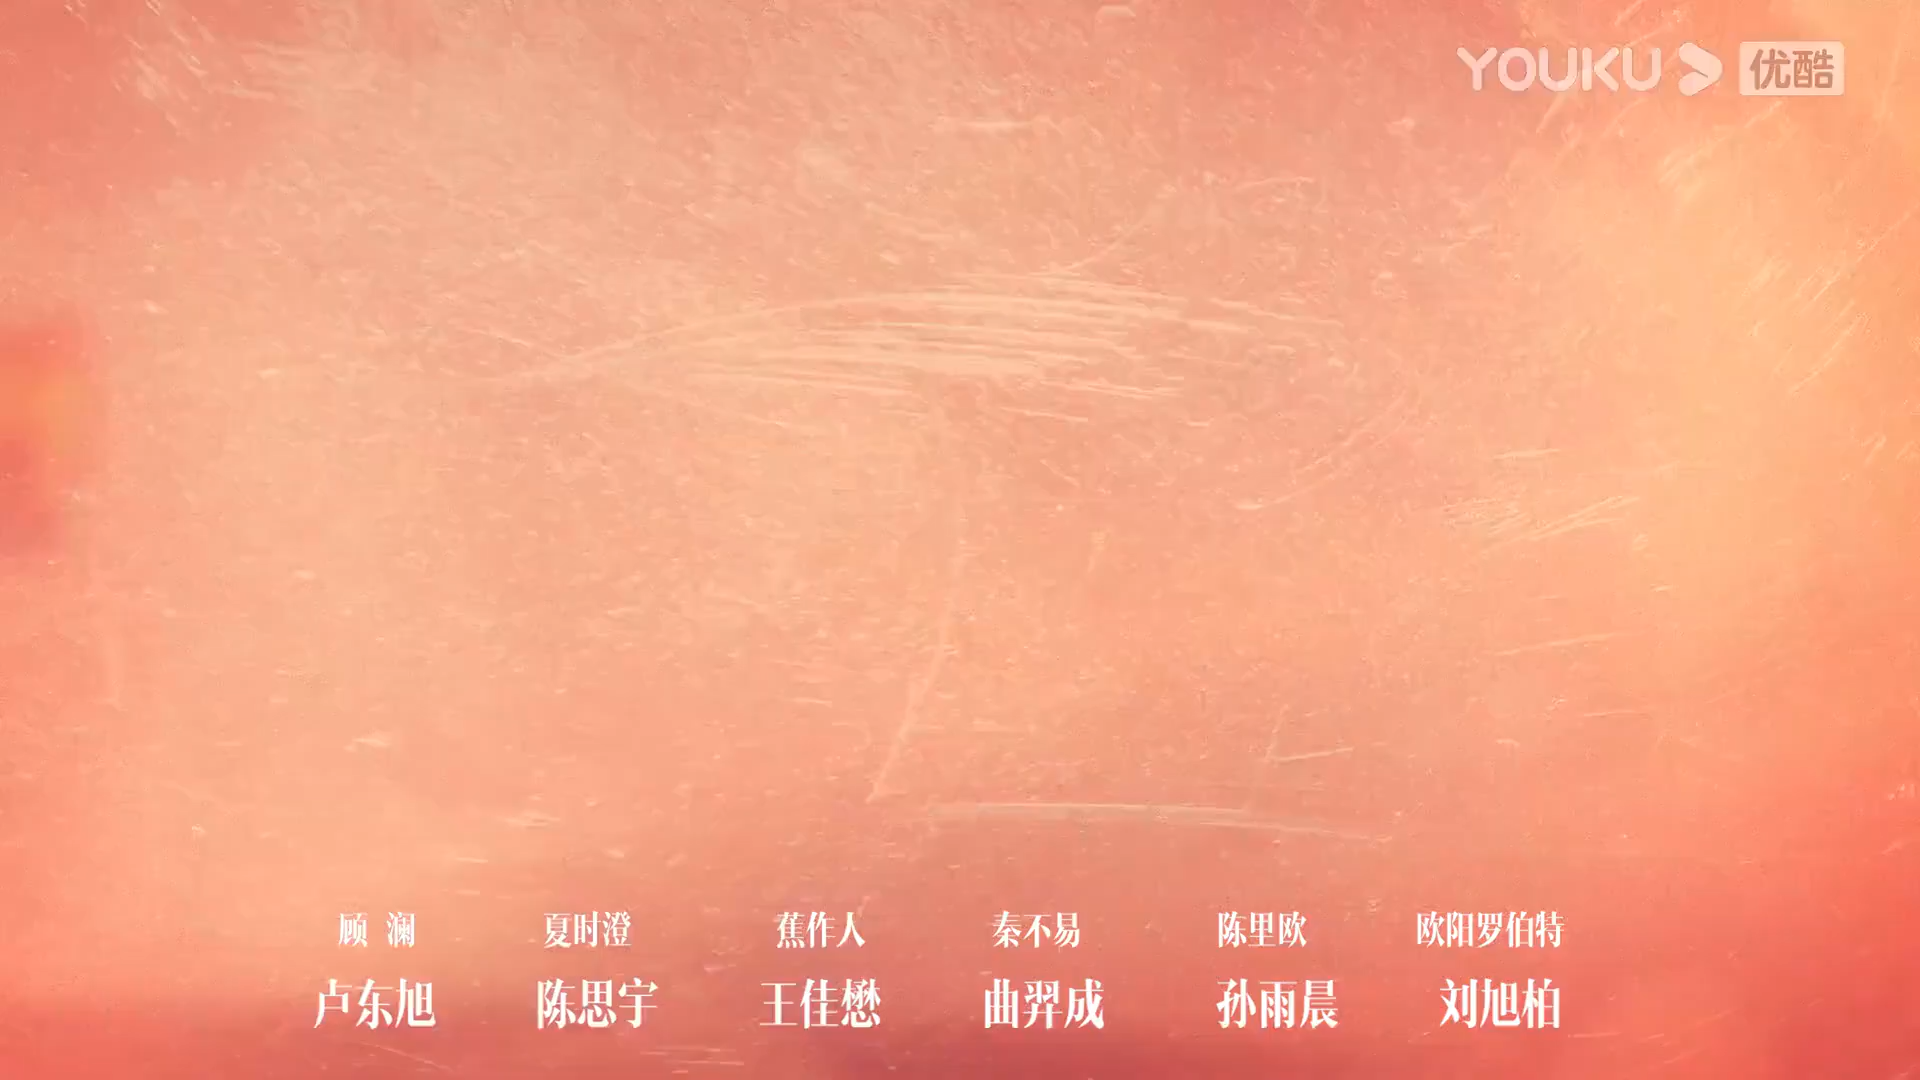 YOUKU 优酷
顾 澜 夏时澄 蕉作人 秦不易 陈里欧 欧阳罗伯特
卢东旭 陈思宇 王佳懋 曲羿成 孙雨晨 刘旭柏